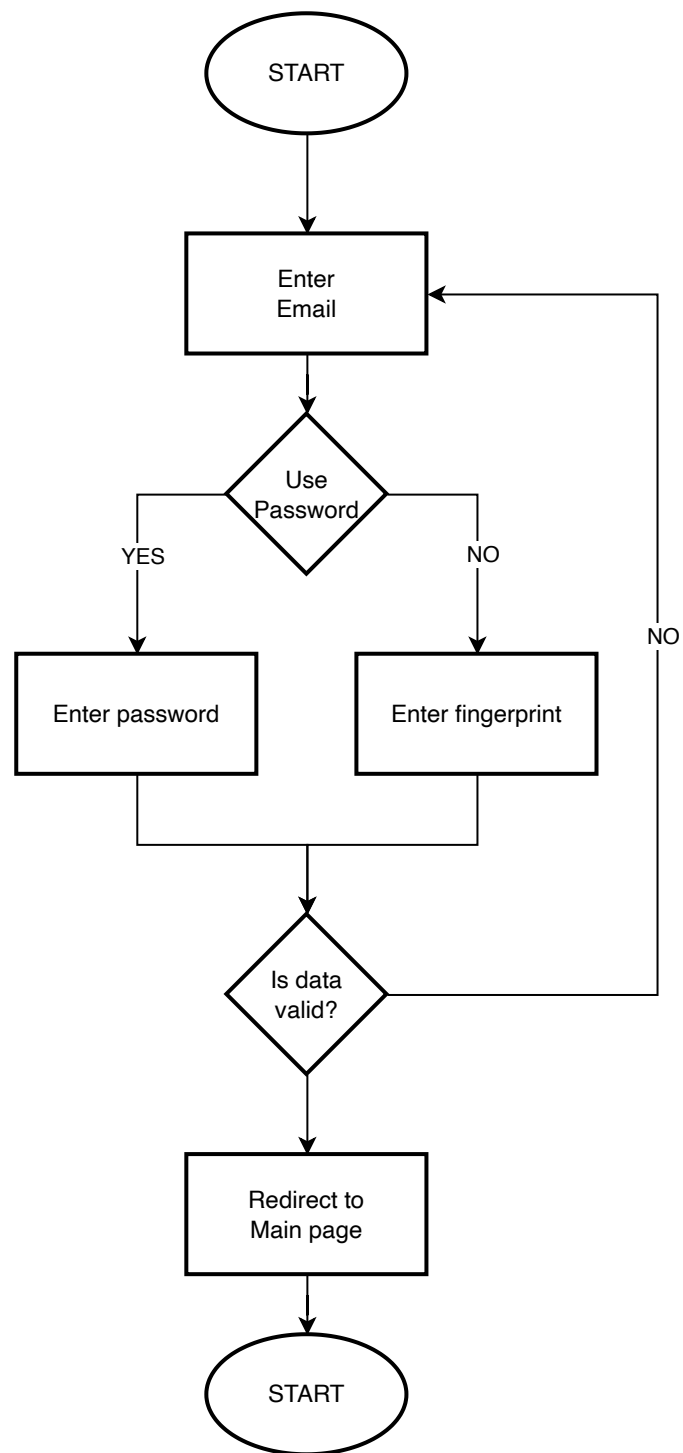 START
Enter
Email
Use
Password
YES
NO
NO
Enter password
Enter fingerprint
Is data
valid?
Redirect to
Main page
START